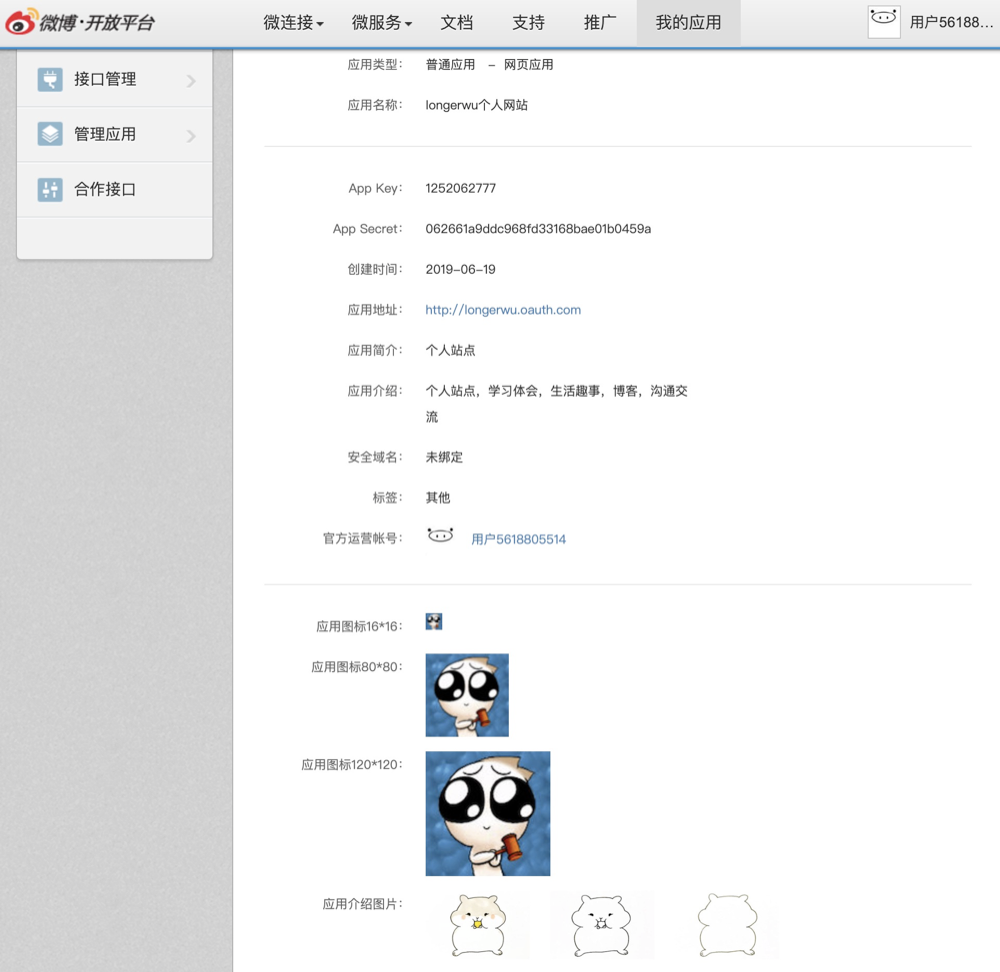 微博·开放平台 微连接 微服务 文档 支持 推广 我的应用 用户56188...
接口管理
管理应用
合作接口
应用类型： 普通应用 - 网页应用
应用名称： longerwu个人网站
App Key： 1252062777
App Secret： 062661a9ddc968fd33168bae01b0459a
创建时间： 2019-06-19
应用地址： http://longerwu.oauth.com
应用简介： 个人站点
应用介绍： 个人站点，学习体会，生活趣事，博客，沟通交
流
安全域名： 未绑定
标签： 其他
官方运营帐号： 用户5618805514
应用图标16*16：
应用图标80*80：
应用图标120*120：
应用介绍图片：